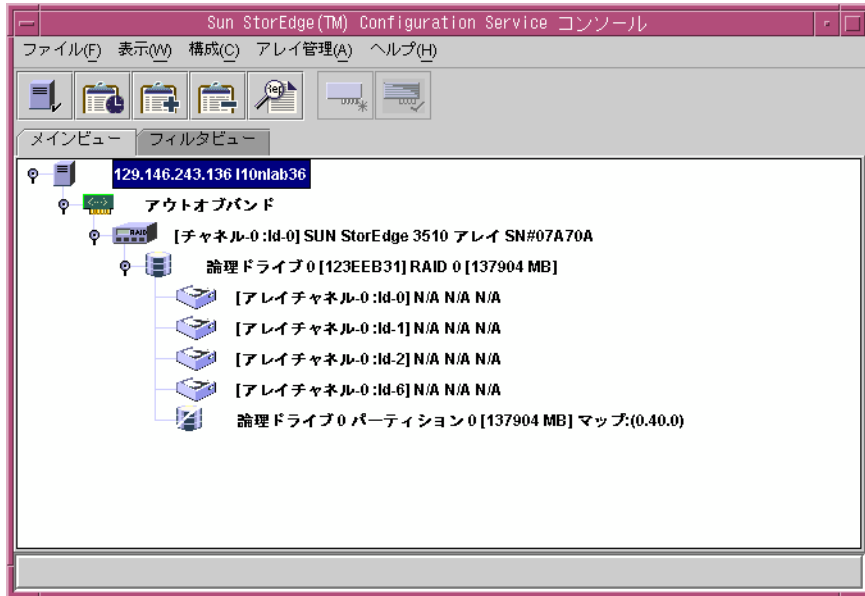 Sun StorEdge(TM) Configuration Service コンソール
ファイル(F) 表示(W) 構成(C) アレイ管理(A) ヘルプ(H)
Rep
メインビュー フィルタビュー
129.146.243.136 l10nlab36
アウトオブバンド
RAID [チャネル-0 :Id-0] SUN StorEdge 3510 アレイ SN#07A70A
論理ドライブ 0 [123EEB31] RAID 0 [137904 MB]
[アレイチャネル-0 :Id-0] N/A N/A N/A
[アレイチャネル-0 :Id-1] N/A N/A N/A
[アレイチャネル-0 :Id-2] N/A N/A N/A
[アレイチャネル-0 :Id-6] N/A N/A N/A
論理ドライブ 0 パーティション 0 [137904 MB] マップ:(0.40.0)